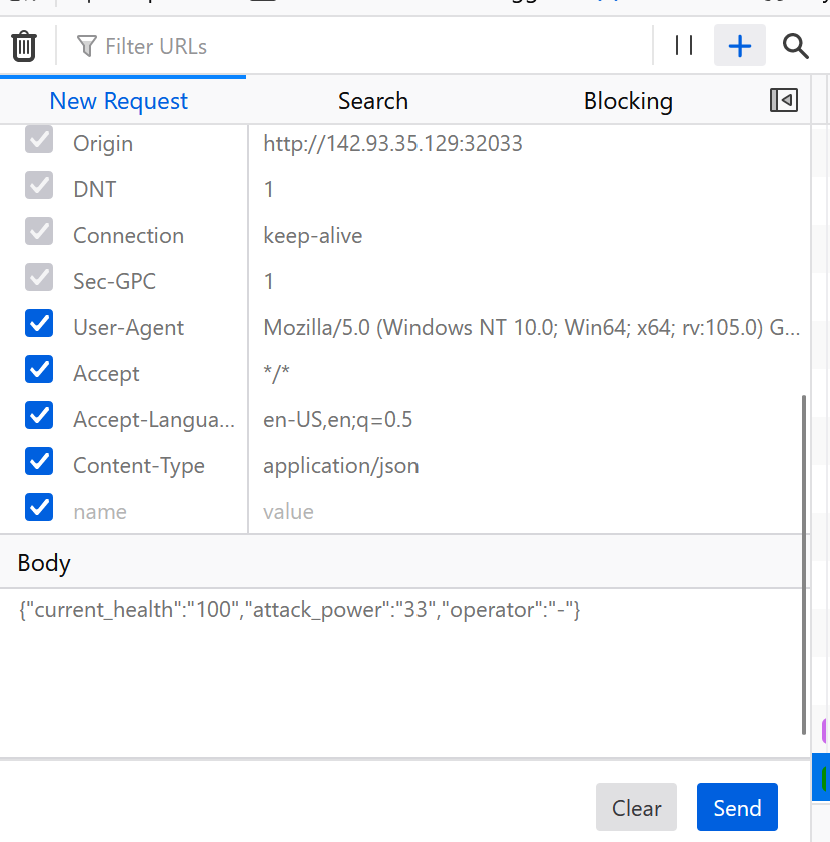 Filter URLs
New Request Search Blocking
Origin http://142.93.35.129:32033
DNT 1
Connection keep-alive
Sec-GPC 1
User-Agent Mozilla/5.0 (Windows NT 10.0; Win64; x64; rv:105.0) G...
Accept */*
Accept-Langua... en-US,en;q=0.5
Content-Type application/json
name value
Body
{"current_health":"100","attack_power":"33","operator":"-"}
Clear Send